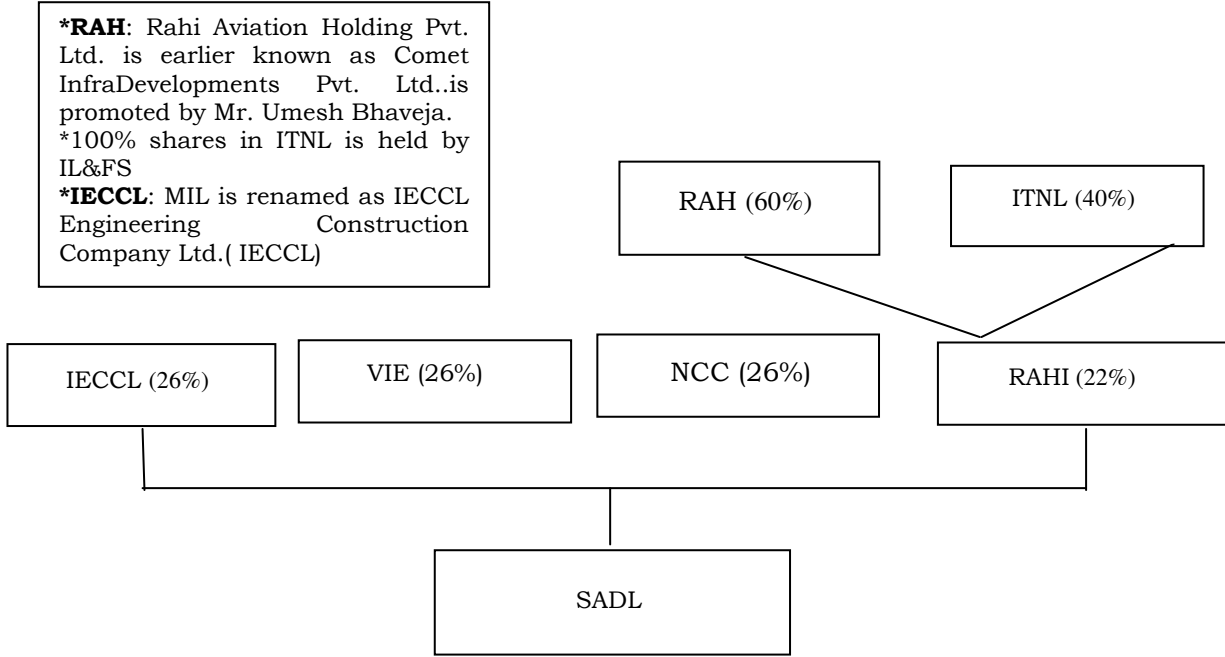 *RAH: Rahi Aviation Holding Pvt.
Ltd. is earlier known as Comet
InfraDevelopments Pvt. Ltd..is
promoted by Mr. Umesh Bhaveja.
*100% shares in ITNL is held by
IL&FS
*IECCL: MIL is renamed as IECCL
Engineering Construction
Company Ltd.( IECCL)
RAH (60%)
ITNL (40%)
IECCL (26%)
VIE (26%)
NCC (26%)
RAHI (22%)
SADL